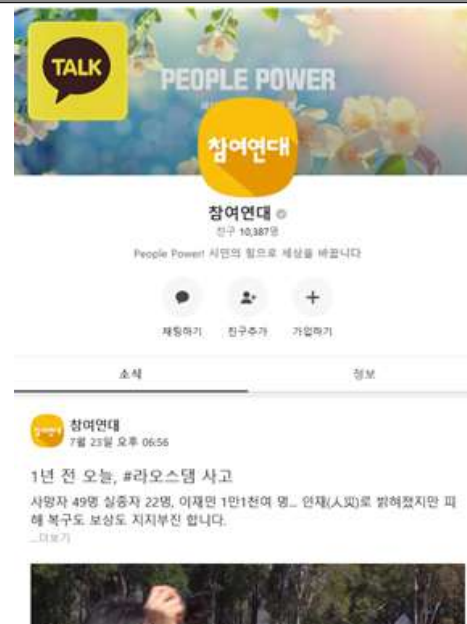 TALK
PEOPLE POWER
참여연대
참여연대
친구 10,387명
People Power! 시민의 힘으로 세상을 바꿉니다
채팅하기 친구추가 가입하기
소식 정보
참여연대
참여연대
7월 23일 오후 06:56
1년 전 오늘, #라오스댐 사고
사망자 49명 실종자 22명, 이재민 1만1천여 명... 인재(人災)로 밝혀졌지만 피
해 복구도 보상도 지지부진 합니다.
...더보기